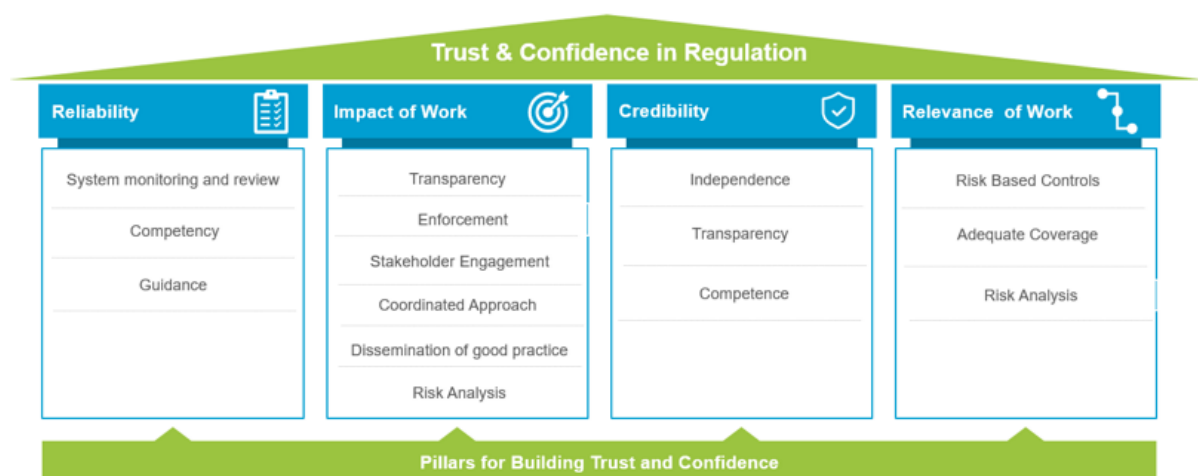 Trust & Confidence in Regulation
Reliability
System monitoring and review
Competency
Guidance
Impact of Work
Transparency
Enforcement
Stakeholder Engagement
Coordinated Approach
Dissemination of good practice
Risk Analysis
Credibility
Independence
Transparency
Competence
Relevance of Work
Risk Based Controls
Adequate Coverage
Risk Analysis
Pillars for Building Trust and Confidence